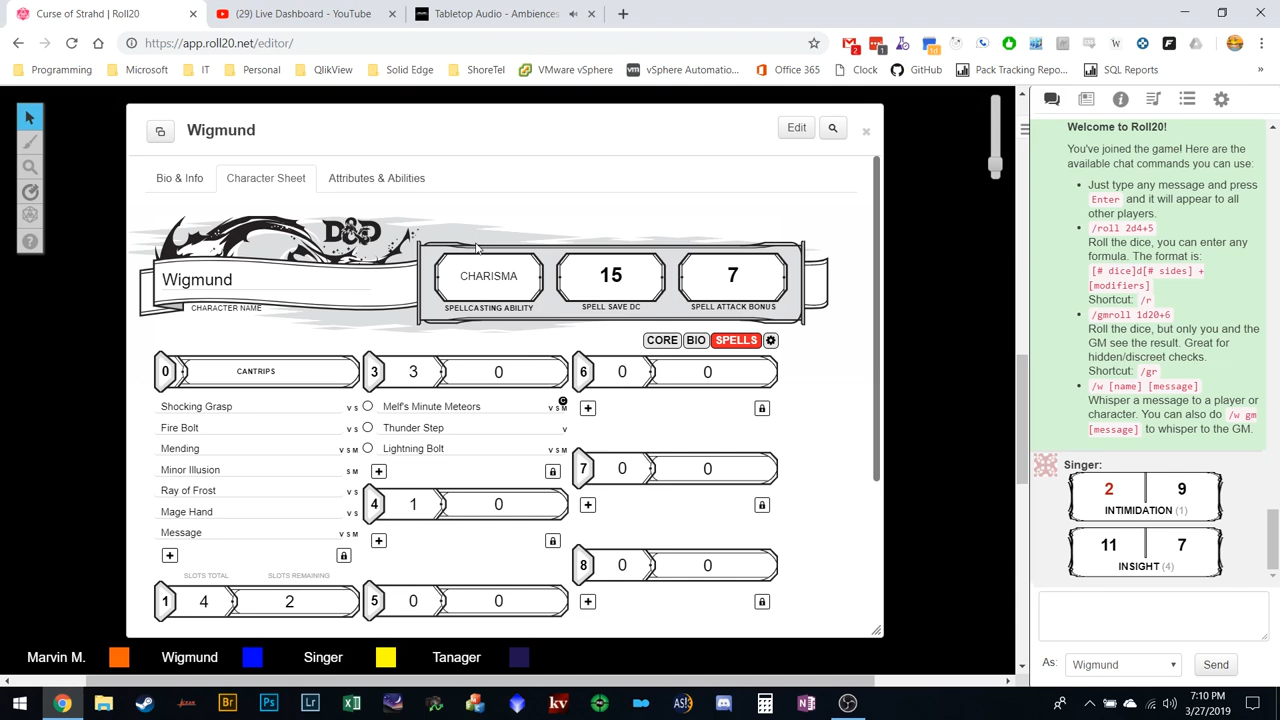 Curse of Strahd | Roll20
(29) Live Dashboard - YouTube
Tabletop Audio - Ambiences
https://app.roll20.net/editor/
Programming
Microsoft
IT
Personal
QlikView
Solid Edge
ShoreTel
VMware vSphere
vSphere Automatio...
Office 365
Clock
GitHub
Pack Tracking Repo...
SQL Reports
Wigmund
Edit
Bio & Info
Character Sheet
Attributes & Abilities
D&D
Wigmund
CHARACTER NAME
CHARISMA
15
7
SPELLCASTING ABILITY
SPELL SAVE DC
SPELL ATTACK BONUS
CORE
BIO
SPELLS
0
CANTRIPS
Shocking Grasp
V S
Fire Bolt
V S
Mending
V S M
Minor Illusion
S M
Ray of Frost
V S
Mage Hand
V S
Message
V S M
SLOTS TOTAL
SLOTS REMAINING
1
4
2
3
3
0
Melf's Minute Meteors
V S M
C
Thunder Step
V
Lightning Bolt
V S M
4
1
0
5
0
0
6
0
0
7
0
0
8
0
0
Marvin M.
Wigmund
Singer
Tanager
Welcome to Roll20!
You've joined the game! Here are the
available chat commands you can use:
Just type any message and press
Enter and it will appear to all
other players.
/roll 2d4+5
Roll the dice, you can enter any
formula. The format is:
[# dice]d[# sides] +
[modifiers]
Shortcut: /r
/gmroll 1d20+6
Roll the dice, but only you and the
GM see the result. Great for
hidden/discreet checks.
Shortcut: /gr
/w [name] [message]
Whisper a message to a player or
character. You can also do /w gm
[message] to whisper to the GM.
Singer:
2
9
INTIMIDATION (1)
11
7
INSIGHT (4)
As:
Wigmund
Send
7:10 PM
3/27/2019